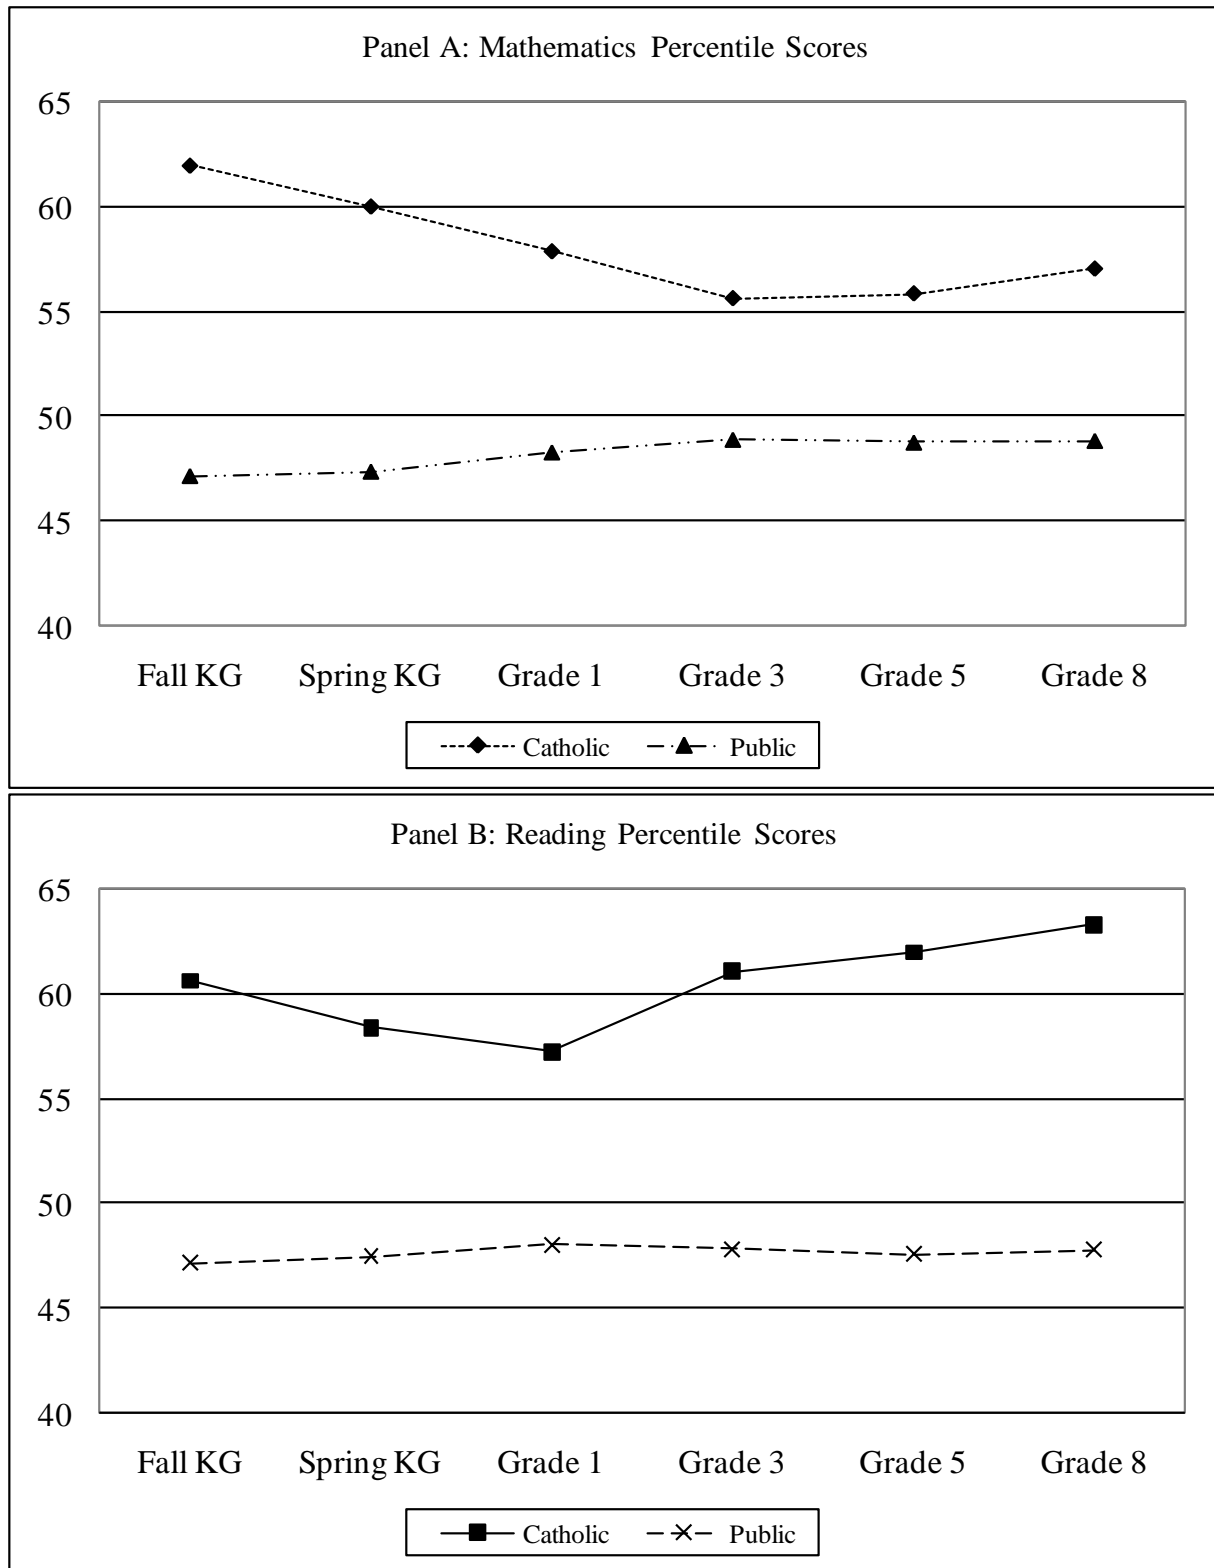 Panel A: Mathematics Percentile Scores
65
60
55
50
45
40
Fall KG Spring KG Grade 1 Grade 3 Grade 5 Grade 8
Catholic Public
Panel B: Reading Percentile Scores
65
60
55
50
45
40
Fall KG Spring KG Grade 1 Grade 3 Grade 5 Grade 8
Catholic Public